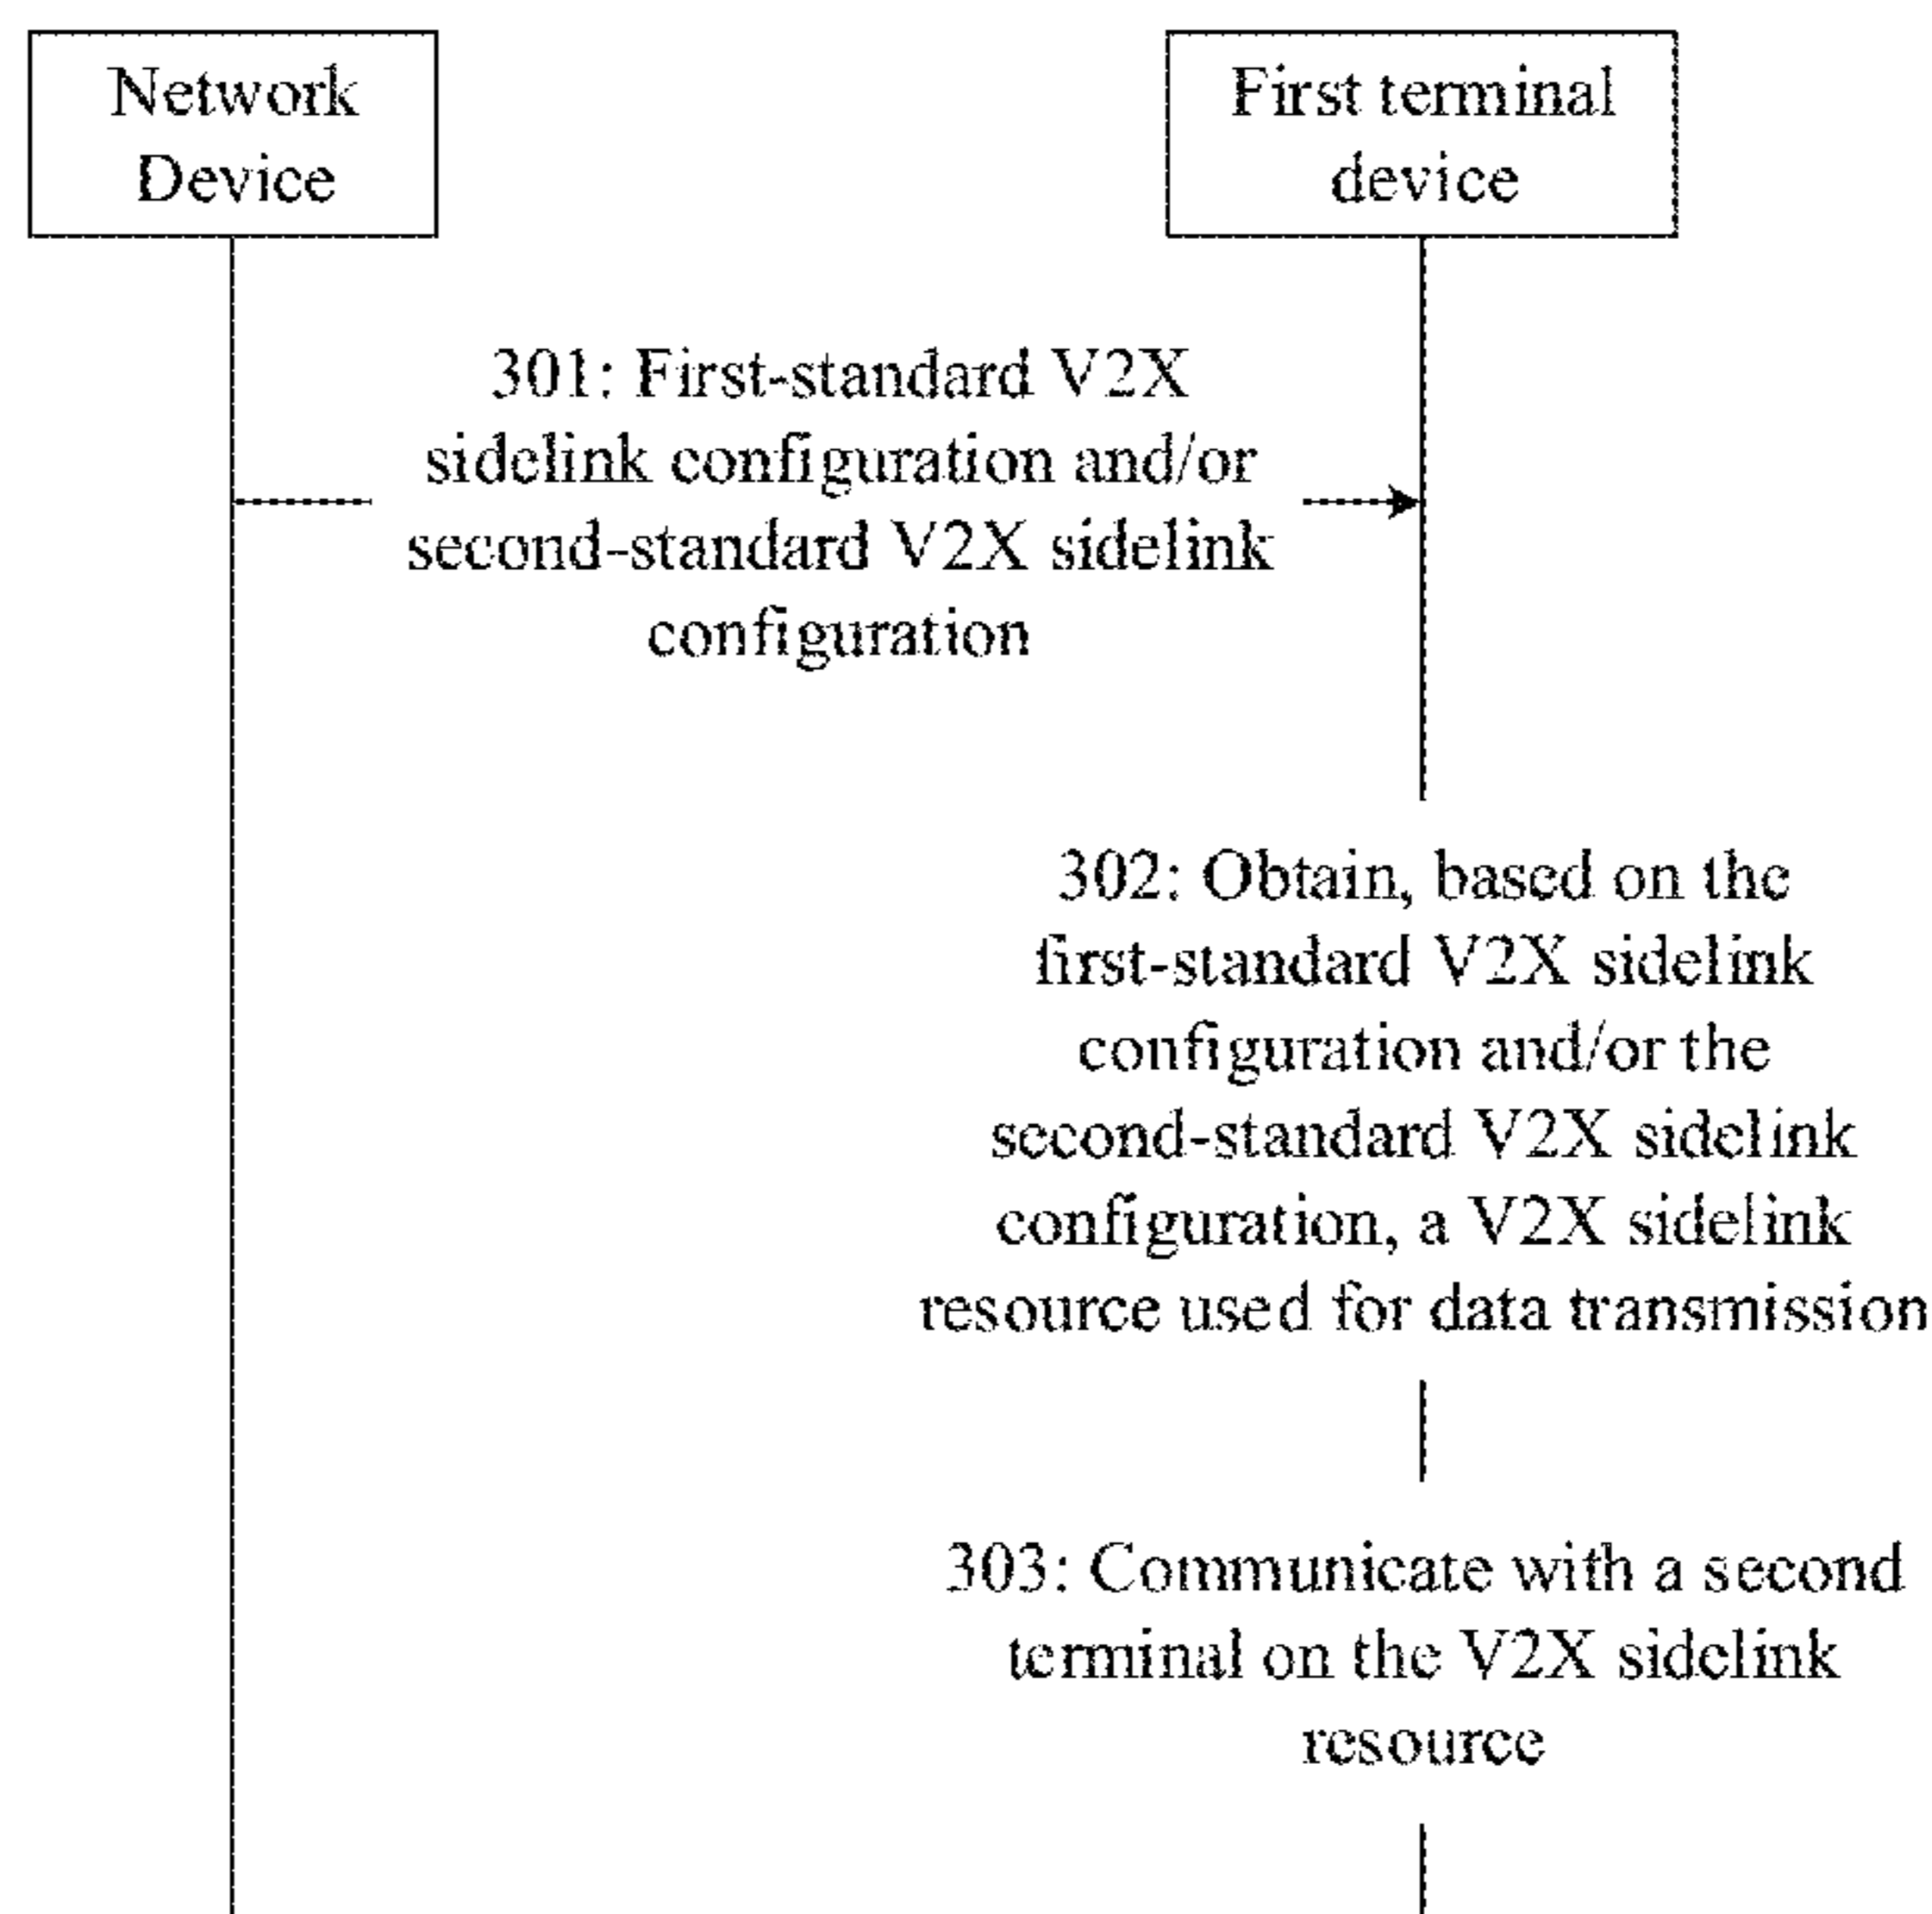 Network
Device
First terminal
device
301: First-standard V2X
sidelink configuration and/or
second-standard V2X sidelink
configuration
302: Obtain, based on the
first-standard V2X sidelink
configuration and/or the
second-standard V2X sidelink
configuration, a V2X sidelink
resource used for data transmission
303: Communicate with a second
terminal on the V2X sidelink
resource